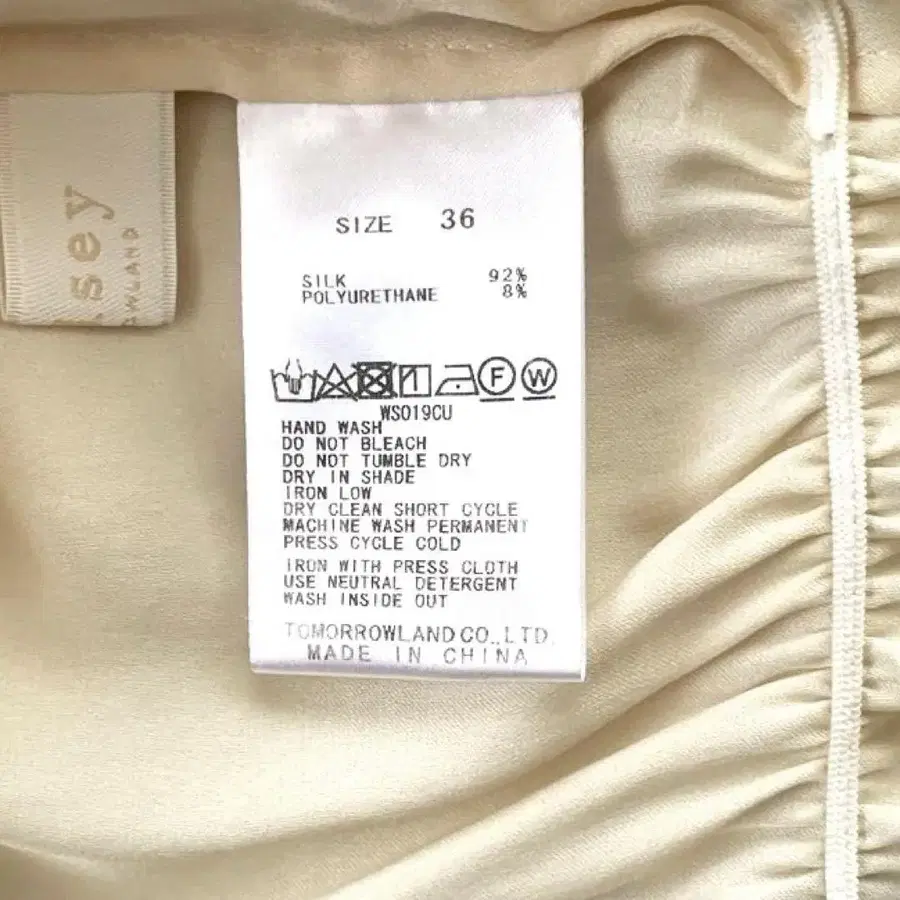 sey
SIZE 36
SILK 92%
POLYURETHANE 8%
F W
WS019CU
HAND WASH
DO NOT BLEACH
DO NOT TUMBLE DRY
DRY IN SHADE
IRON LOW
DRY CLEAN SHORT CYCLE
MACHINE WASH PERMANENT
PRESS CYCLE COLD
IRON WITH PRESS CLOTH
USE NEUTRAL DETERGENT
WASH INSIDE OUT
TOMORROWLAND CO., LTD.
MADE IN CHINA